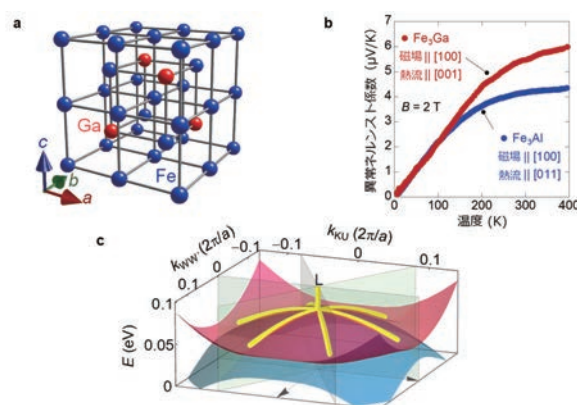 a
Ga
Fe
c
b
a
b
異常ネルンスト係数 (μV/K)
7
6
5
4
3
2
1
0
0
100
200
300
400
温度 (K)
Fe₃Ga
磁場 || [100]
熱流 || [001]
B = 2 T
Fe₃Al
磁場 || [100]
熱流 || [011]
c
k_WW' (2π/a)
-0.1
0
0.1
k_KU (2π/a)
-0.1
0
0.1
L
E (eV)
0.1
0.05
0